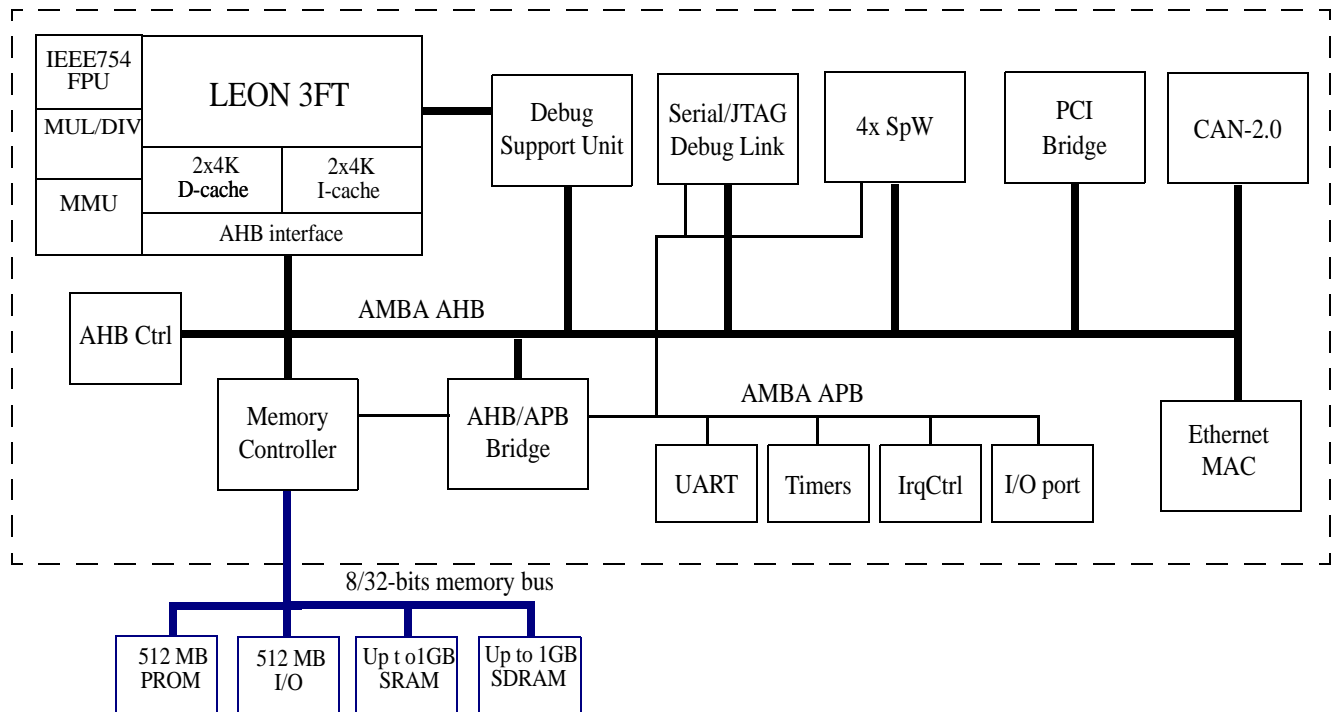 IEEE754
FPU
MUL/DIV
MMU
LEON 3FT
2x4K
D-cache
2x4K
I-cache
AHB interface
Debug
Support Unit
Serial/JTAG
Debug Link
4x SpW
PCI
Bridge
CAN-2.0
AMBA AHB
AHB Ctrl
Memory
Controller
AHB/APB
Bridge
AMBA APB
UART
Timers
IrqCtrl
I/O port
Ethernet
MAC
8/32-bits memory bus
512 MB
PROM
512 MB
I/O
Up t o1GB
SRAM
Up to 1GB
SDRAM